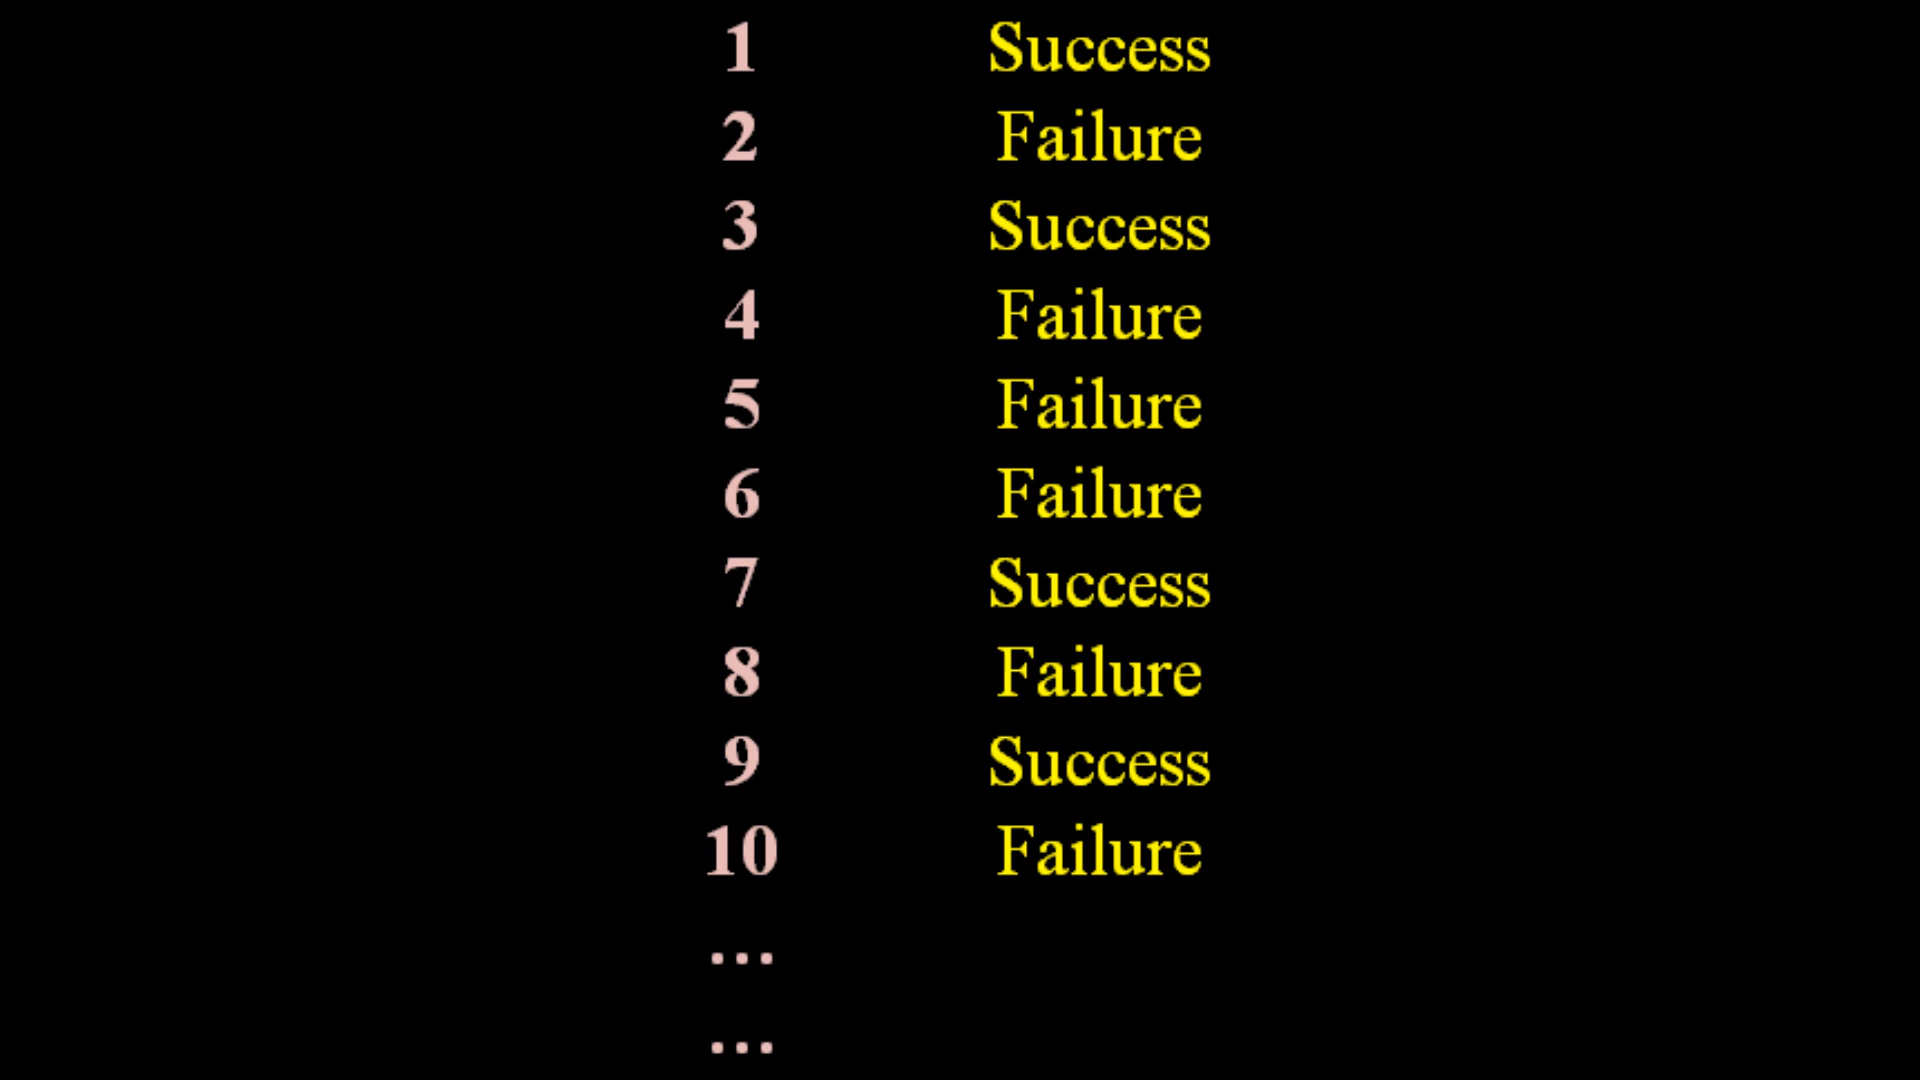 1 Success
2 Failure
3 Success
4 Failure
5 Failure
6 Failure
7 Success
8 Failure
9 Success
10 Failure
...
...